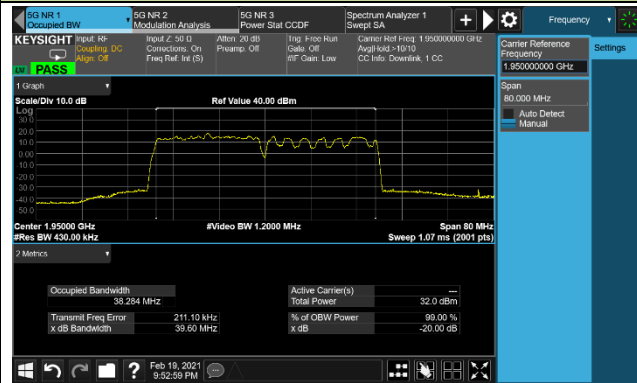 5G NR 1
Occupied BW
5G NR 2
Modulation Analysis
5G NR 3
Power Stat CCDF
Spectrum Analyzer 1
Swept SA
Frequency
KEYSIGHT
Input: RF
Coupling: DC
Align: Off
Input Z: 50 Ω
Corrections: On
Freq Ref: Int (S)
Atten: 20 dB
Preamp: Off
Trig: Free Run
Gate: Off
#IF Gain: Low
Carrier Ref Freq: 1.950000000 GHz
Avg|Hold:>10/10
CC Info: Downlink, 1 CC
LW PASS
Carrier Reference
Frequency
1.950000000 GHz
Settings
Span
80.000 MHz
Auto Detect
Manual
1 Graph
Scale/Div 10.0 dB
Ref Value 40.00 dBm
Log
30.0
20.0
10.0
0.00
-10.0
-20.0
-30.0
-40.0
-50.0
Center 1.95000 GHz
#Video BW 1.2000 MHz
Span 80 MHz
#Res BW 430.00 kHz
Sweep 1.07 ms (2001 pts)
2 Metrics
Occupied Bandwidth
38.284 MHz
Active Carrier(s) ---
Total Power 32.0 dBm
Transmit Freq Error 211.10 kHz
% of OBW Power 99.00 %
x dB Bandwidth 39.60 MHz
x dB -20.00 dB
?
Feb 19, 2021
9:52:59 PM